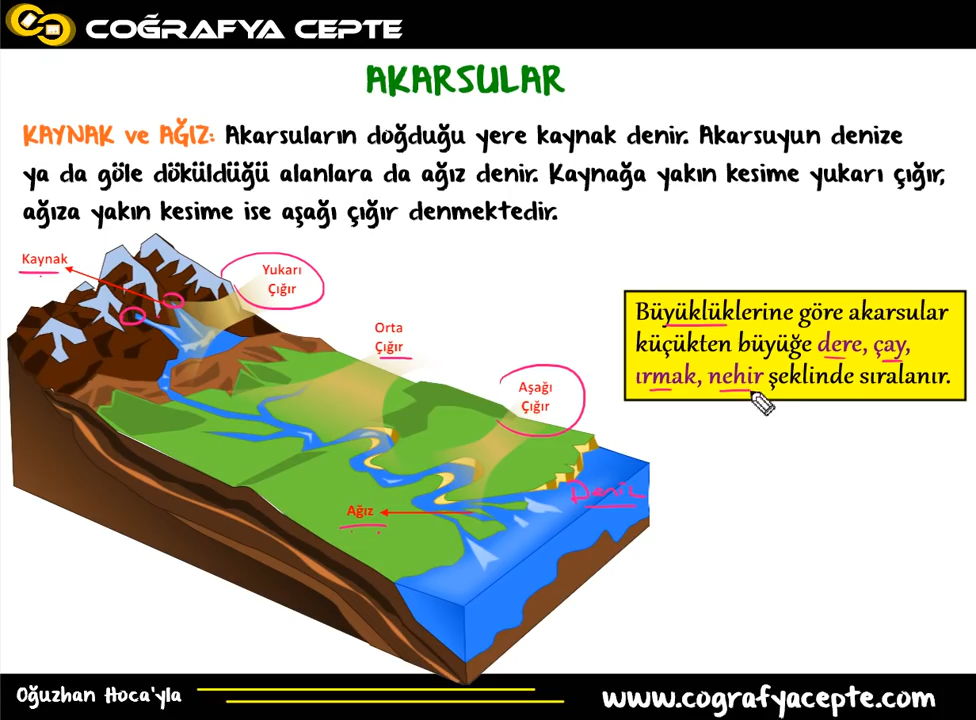 COĞRAFYA CEPTE
AKARSULAR
KAYNAK ve AĞIZ: Akarsuların doğduğu yere kaynak denir. Akarsuyun denize
ya da göle döküldüğü alanlara da ağız denir. Kaynağa yakın kesime yukarı çığır,
ağıza yakın kesime ise aşağı çığır denmektedir.
Kaynak
Yukarı
Çığır
Orta
Çığır
Aşağı
Çığır
Ağız
Deniz
Büyüklüklerine göre akarsular
küçükten büyüğe dere, çay,
ırmak, nehir şeklinde sıralanır.
Oğuzhan Hoca'yla
www.cografyacepte.com